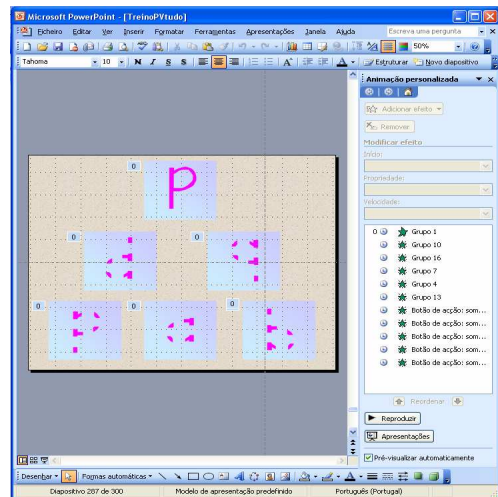 Microsoft PowerPoint - [TreinoPVtudo]
Ficheiro Editar Ver Inserir Formatar Ferramentas Apresentações Janela Ajuda
Escreva uma pergunta
50%
Tahoma 10 N I S S
Estruturar Novo diapositivo
Animação personalizada
Adicionar efeito
Remover
Modificar efeito
Início:
Propriedade:
Velocidade:
0 Grupo 1
Grupo 10
Grupo 16
Grupo 7
Grupo 4
Grupo 13
Botão de acção: som...
Botão de acção: som...
Botão de acção: som...
Botão de acção: som...
Reordenar
Reproduzir
Apresentações
Pré-visualizar automaticamente
0
p
0 0
0 0 0
Desenhar Formas automáticas
Diapositivo 287 de 300 Modelo de apresentação predefinido Português (Portugal)